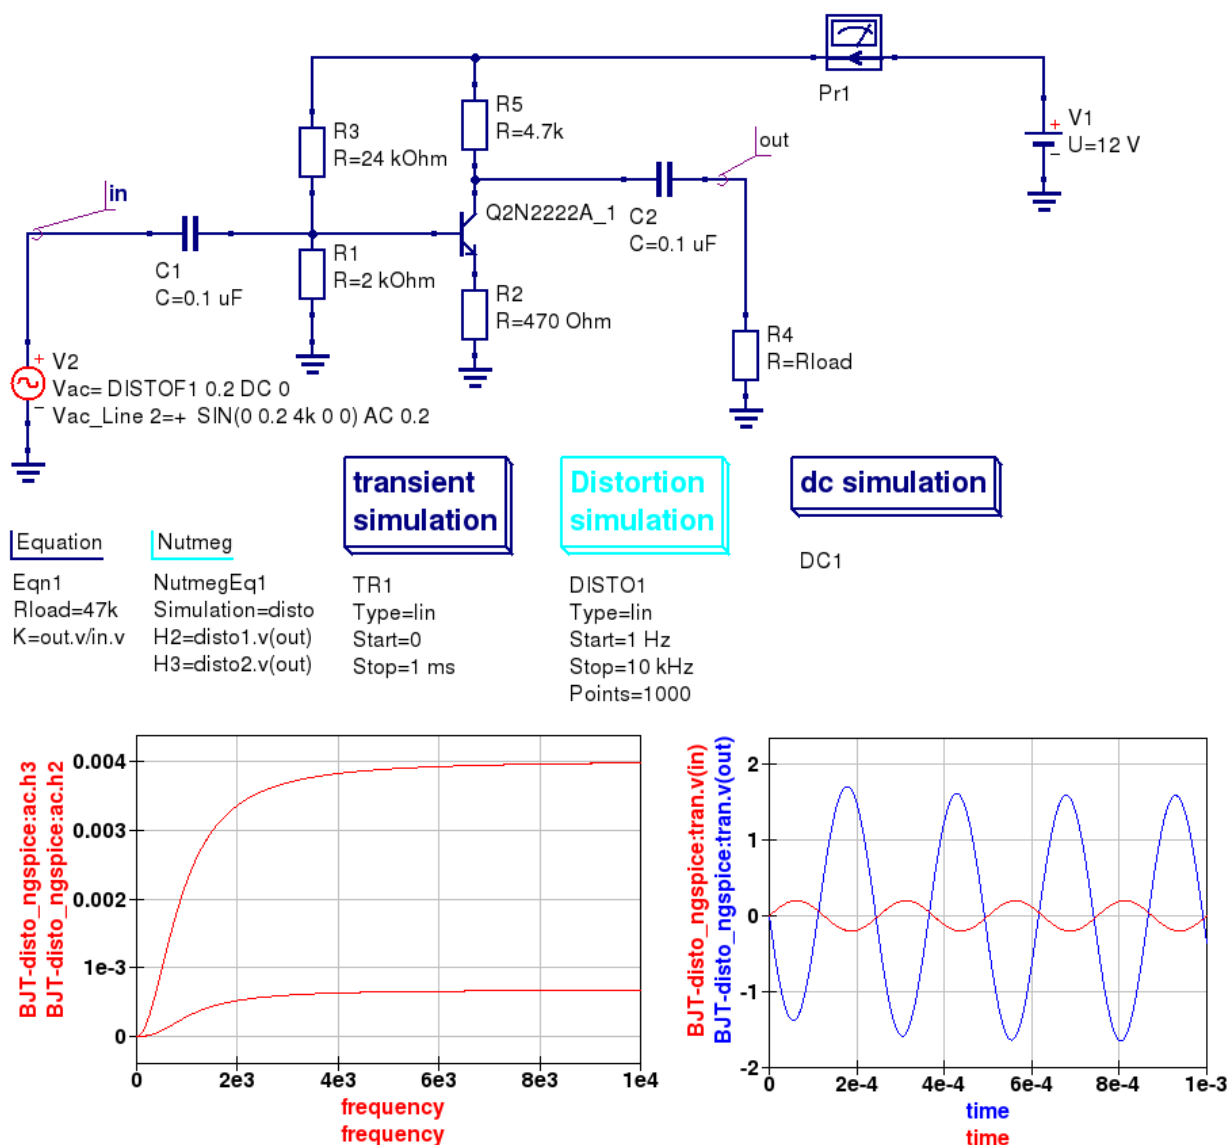 Pr1
V1
U=12 V
+
−
R3
R=24 kOhm
R5
R=4.7k
out
in
Q2N2222A_1
C2
C=0.1 uF
C1
C=0.1 uF
R1
R=2 kOhm
R2
R=470 Ohm
R4
R=Rload
+
−
V2
Vac= DISTOF1 0.2 DC 0
Vac_Line 2=+  SIN(0 0.2 4k 0 0) AC 0.2
transient
simulation
Distortion
simulation
dc simulation
Equation
Nutmeg
Eqn1
Rload=47k
K=out.v/in.v
NutmegEq1
Simulation=disto
H2=disto1.v(out)
H3=disto2.v(out)
TR1
Type=lin
Start=0
Stop=1 ms
DISTO1
Type=lin
Start=1 Hz
Stop=10 kHz
Points=1000
DC1
BJT-disto_ngspice:ac.h3
BJT-disto_ngspice:ac.h2
0.004
0.003
0.002
1e-3
0
0 2e3 4e3 6e3 8e3 1e4
frequency
frequency
BJT-disto_ngspice:tran.v(in)
BJT-disto_ngspice:tran.v(out)
2
1
0
-1
-2
0 2e-4 4e-4 6e-4 8e-4 1e-3
time
time